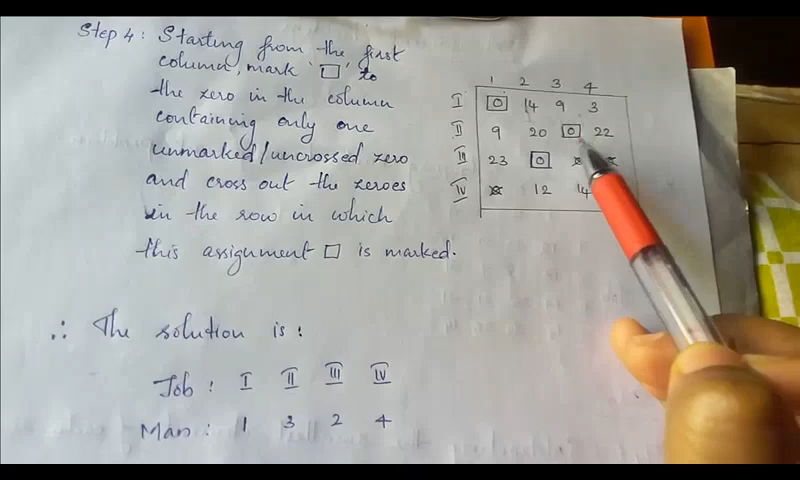 Step 4: Starting from the first
column, mark '□' to
the zero in the column
containing only one
unmarked/uncrossed zero
and cross out the zeroes
in the row in which
this assignment □ is marked.
1 2 3 4
I 0 14 9 3
II 9 20 0 22
III 23 0
IV 12 14
∴ The solution is:
Job: I II III IV
Man: 1 3 2 4